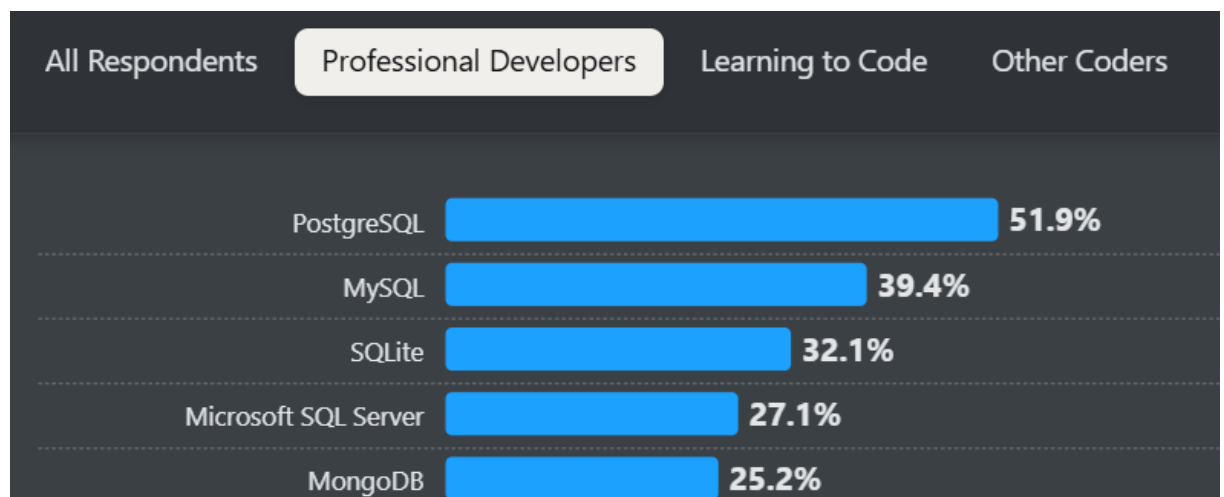 All Respondents Professional Developers Learning to Code Other Coders
PostgreSQL 51.9%
MySQL 39.4%
SQLite 32.1%
Microsoft SQL Server 27.1%
MongoDB 25.2%